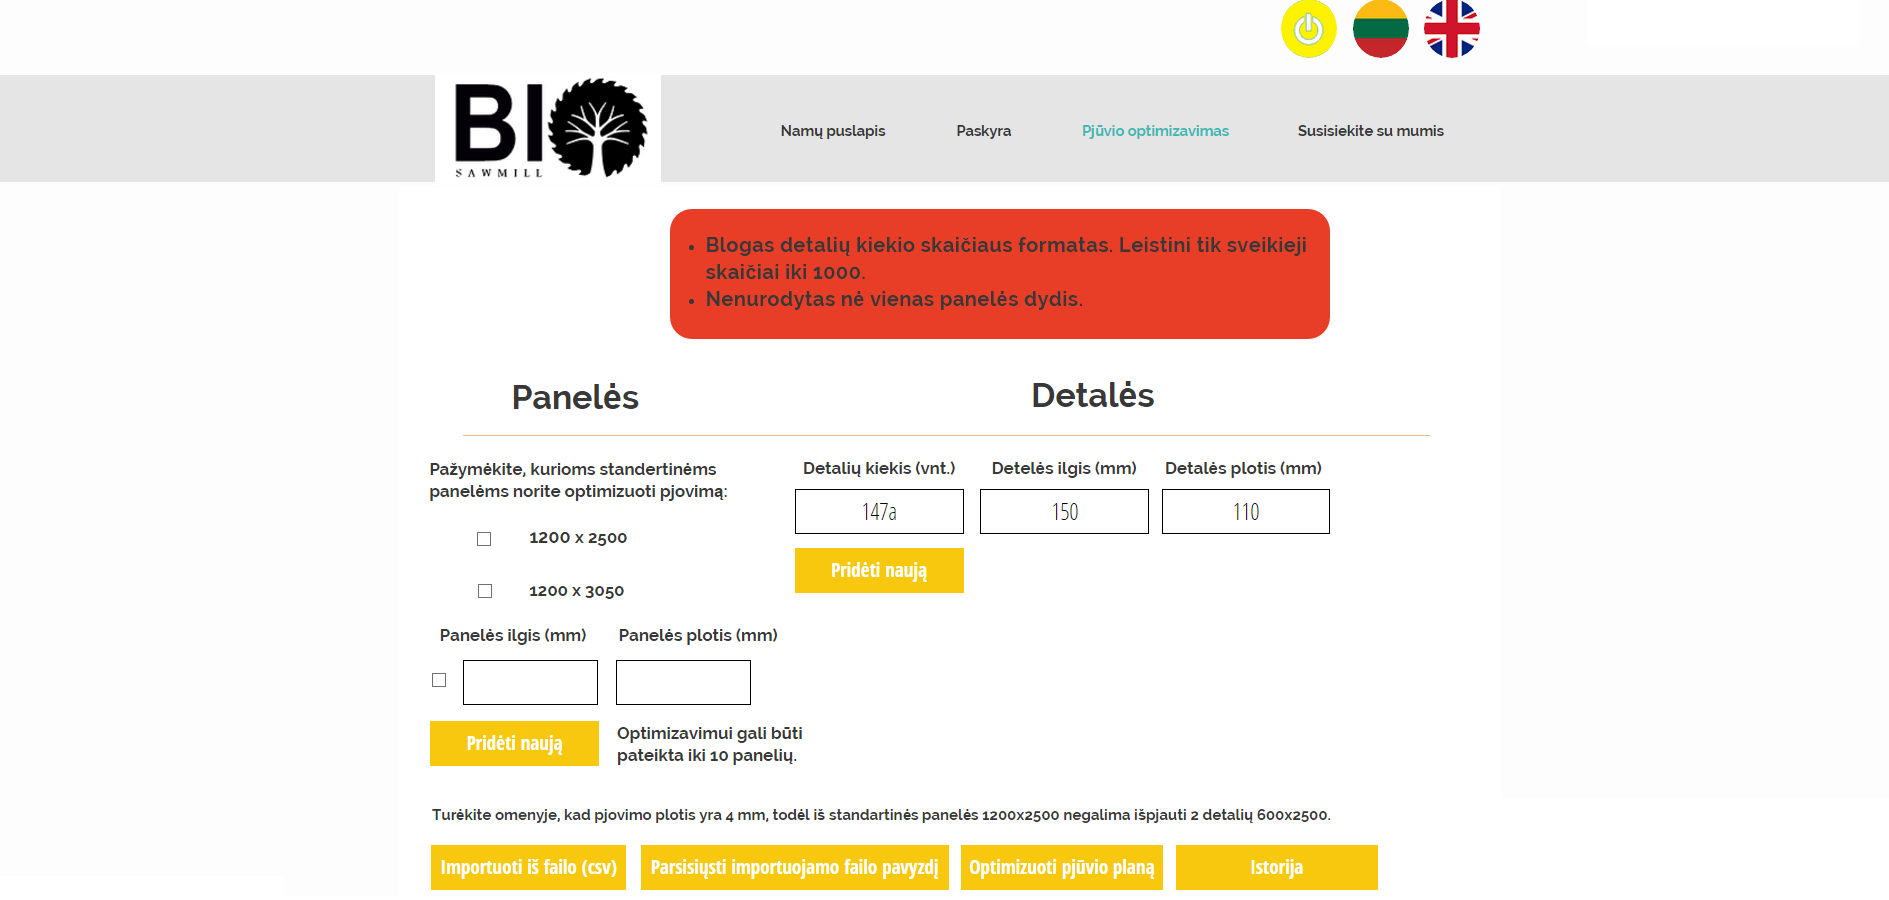 BIO
SAWMILL
Namų puslapis Paskyra Pjūvio optimizavimas Susisiekite su mumis
• Blogas detalių kiekio skaičiaus formatas. Leistini tik sveikieji
skaičiai iki 1000.
• Nenurodytas nė vienas panelės dydis.
Panelės Detalės
Pažymėkite, kurioms standertinėms
panelėms norite optimizuoti pjovimą:
1200 x 2500
1200 x 3050
Panelės ilgis (mm) Panelės plotis (mm)
Pridėti naują
Optimizavimui gali būti
pateikta iki 10 panelių.
Detalių kiekis (vnt.) Detelės ilgis (mm) Detalės plotis (mm)
147a 150 110
Pridėti naują
Turėkite omenyje, kad pjovimo plotis yra 4 mm, todėl iš standartinės panelės 1200x2500 negalima išpjauti 2 detalių 600x2500.
Importuoti iš failo (csv) Parsisiųsti importuojamo failo pavyzdį Optimizuoti pjūvio planą Istorija